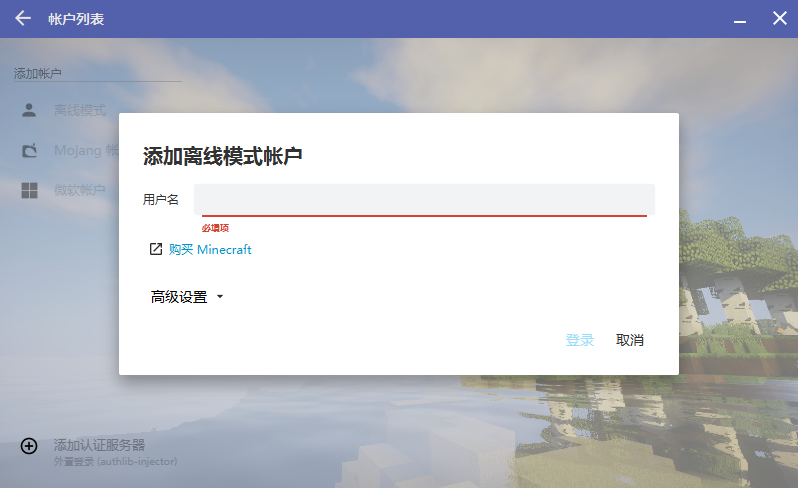 帐户列表
添加帐户
离线模式
Mojang 帐
微软帐户
添加离线模式帐户
用户名
必填项
购买 Minecraft
高级设置
登录 取消
添加认证服务器
外置登录 (authlib-injector)